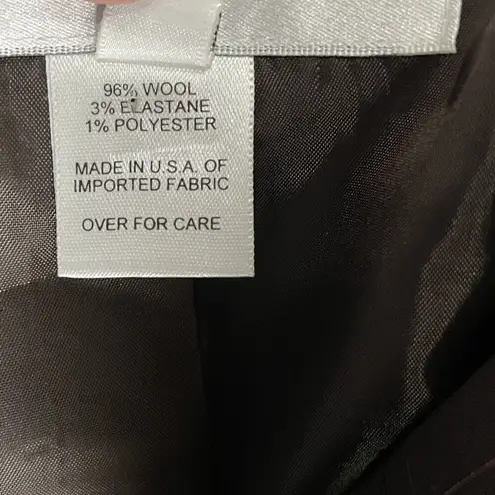 96% WOOL
3% ELASTANE
1% POLYESTER
MADE IN U.S.A. OF
IMPORTED FABRIC
OVER FOR CARE